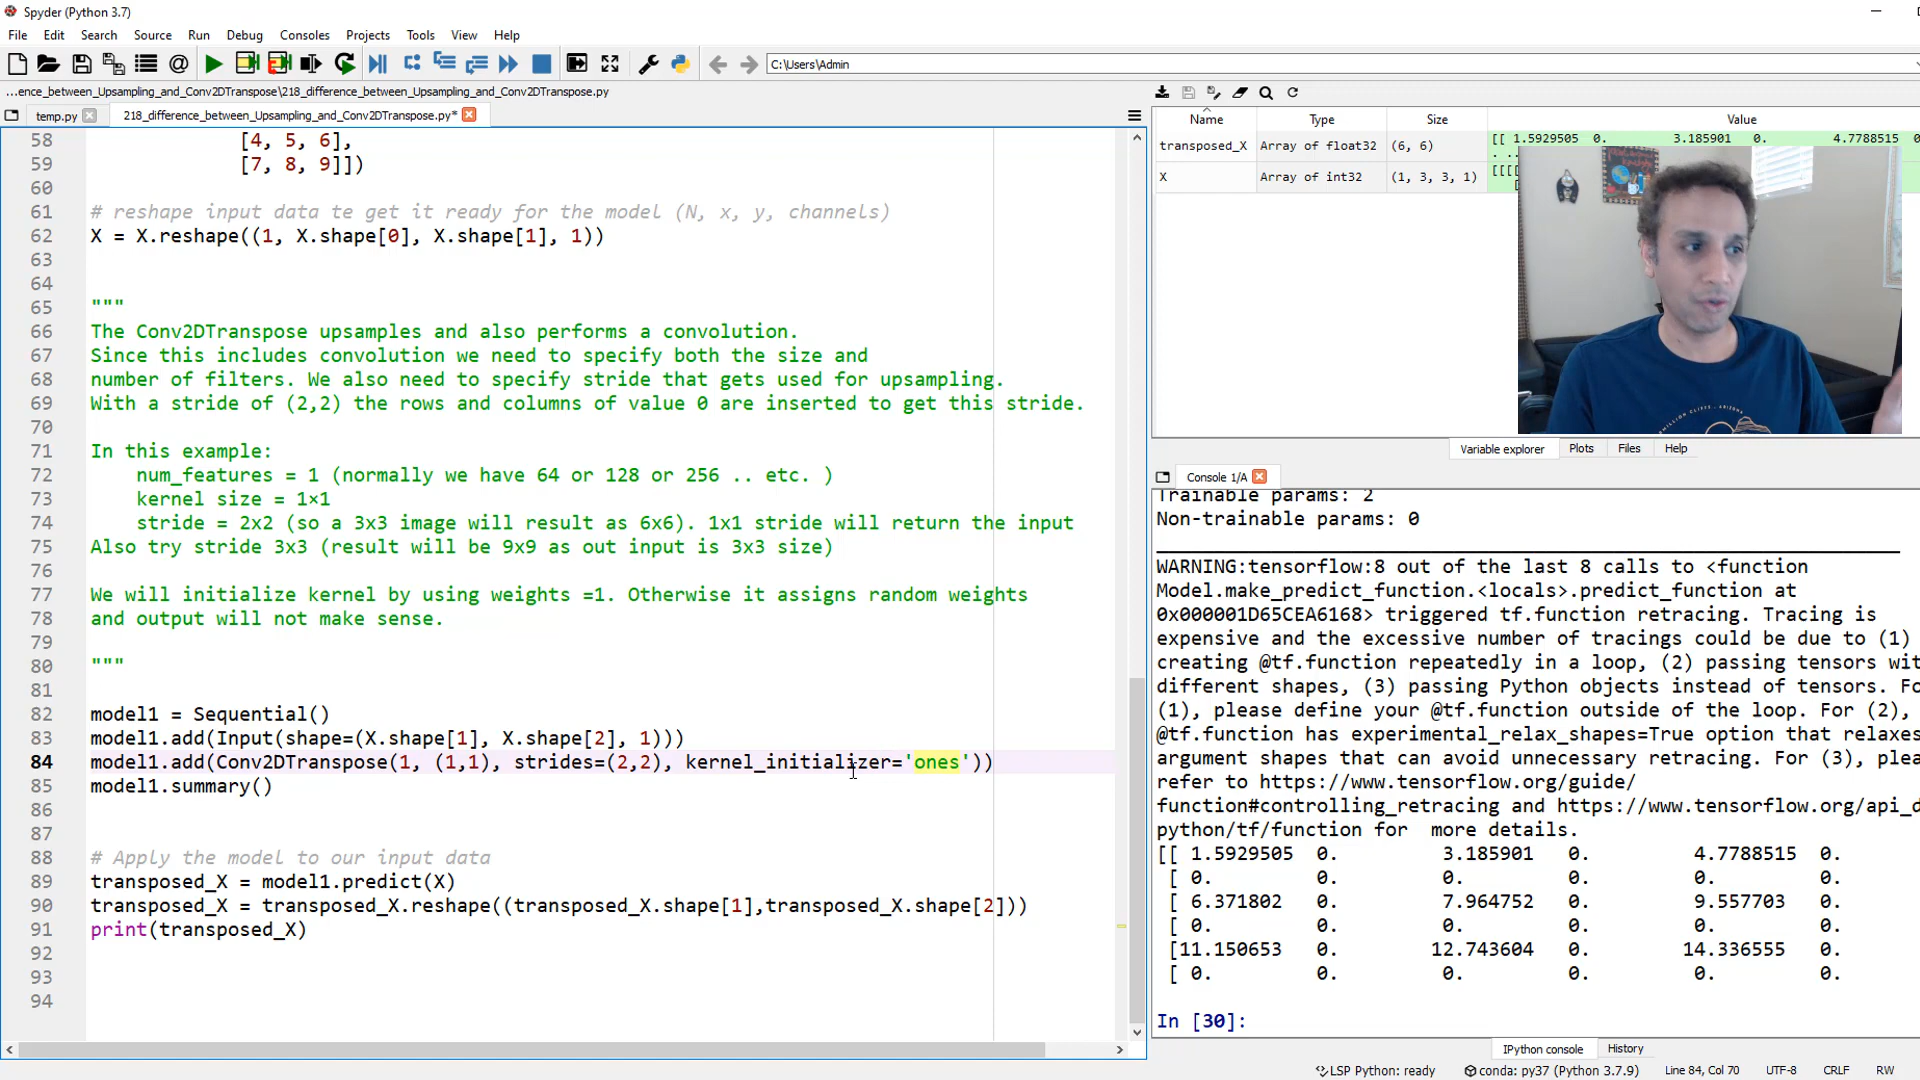 Spyder (Python 3.7)
File Edit Search Source Run Debug Consoles Projects Tools View Help
C:\Users\Admin
...ence_between_Upsampling_and_Conv2DTranspose\218_difference_between_Upsampling_and_Conv2DTranspose.py
temp.py 218_difference_between_Upsampling_and_Conv2DTranspose.py*
58 [4, 5, 6],
59 [7, 8, 9]])
60
61 # reshape input data te get it ready for the model (N, x, y, channels)
62 X = X.reshape((1, X.shape[0], X.shape[1], 1))
63
64
65 """
66 The Conv2DTranspose upsamples and also performs a convolution.
67 Since this includes convolution we need to specify both the size and
68 number of filters. We also need to specify stride that gets used for upsampling.
69 With a stride of (2,2) the rows and columns of value 0 are inserted to get this stride.
70
71 In this example:
72 num_features = 1 (normally we have 64 or 128 or 256 .. etc. )
73 kernel size = 1×1
74 stride = 2x2 (so a 3x3 image will result as 6x6). 1x1 stride will return the input
75 Also try stride 3x3 (result will be 9x9 as out input is 3x3 size)
76
77 We will initialize kernel by using weights =1. Otherwise it assigns random weights
78 and output will not make sense.
79
80 """
81
82 model1 = Sequential()
83 model1.add(Input(shape=(X.shape[1], X.shape[2], 1)))
84 model1.add(Conv2DTranspose(1, (1,1), strides=(2,2), kernel_initializer='ones'))
85 model1.summary()
86
87
88 # Apply the model to our input data
89 transposed_X = model1.predict(X)
90 transposed_X = transposed_X.reshape((transposed_X.shape[1],transposed_X.shape[2]))
91 print(transposed_X)
92
93
94
Name Type Size Value
transposed_X Array of float32 (6, 6) [[ 1.5929505 0. 3.185901 0. 4.7788515 0
. ...
X Array of int32 (1, 3, 3, 1) [[[[
Variable explorer Plots Files Help
Console 1/A
Trainable params: 2
Non-trainable params: 0
WARNING:tensorflow:8 out of the last 8 calls to <function
Model.make_predict_function.<locals>.predict_function at
0x000001D65CEA6168> triggered tf.function retracing. Tracing is
expensive and the excessive number of tracings could be due to (1)
creating @tf.function repeatedly in a loop, (2) passing tensors wit
different shapes, (3) passing Python objects instead of tensors. Fo
(1), please define your @tf.function outside of the loop. For (2),
@tf.function has experimental_relax_shapes=True option that relaxes
argument shapes that can avoid unnecessary retracing. For (3), plea
refer to https://www.tensorflow.org/guide/
function#controlling_retracing and https://www.tensorflow.org/api_d
python/tf/function for more details.
[[ 1.5929505 0. 3.185901 0. 4.7788515 0.
[ 0. 0. 0. 0. 0. 0.
[ 6.371802 0. 7.964752 0. 9.557703 0.
[ 0. 0. 0. 0. 0. 0.
[11.150653 0. 12.743604 0. 14.336555 0.
[ 0. 0. 0. 0. 0. 0.
In [30]:
IPython console History
LSP Python: ready conda: py37 (Python 3.7.9) Line 84, Col 70 UTF-8 CRLF RW